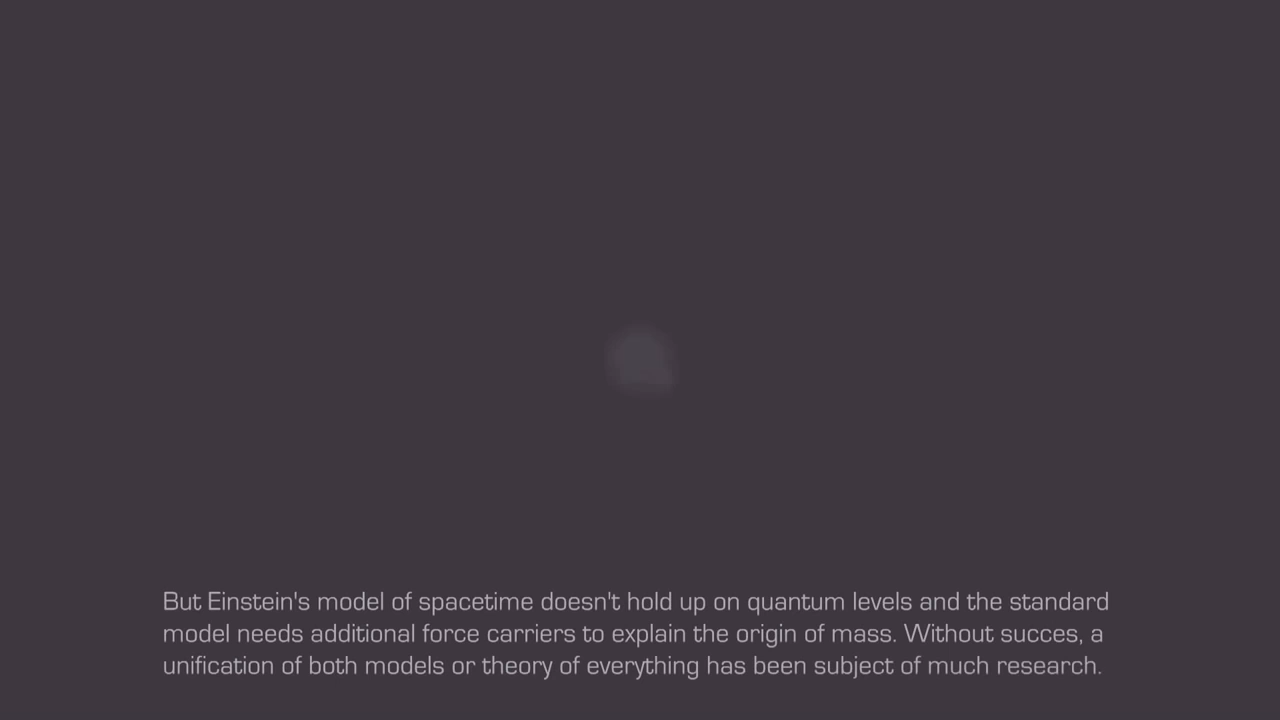 But Einstein's model of spacetime doesn't hold up on quantum levels and the standard
model needs additional force carriers to explain the origin of mass. Without succes, a
unification of both models or theory of everything has been subject of much research.